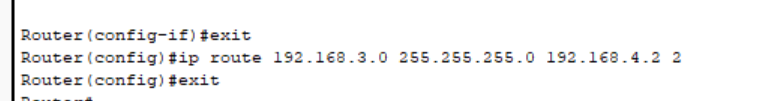 Router(config-if)#exit
Router(config)#ip route 192.168.3.0 255.255.255.0 192.168.4.2 2
Router(config)#exit
Router#